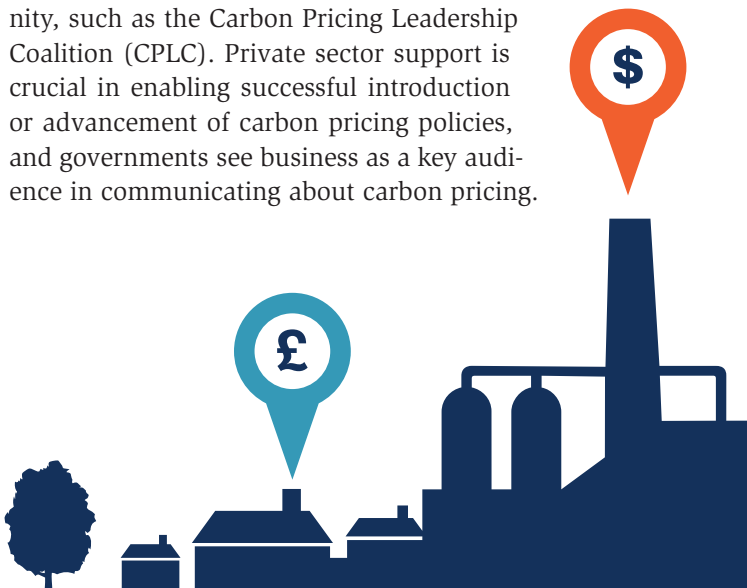 nity, such as the Carbon Pricing Leadership
Coalition (CPLC). Private sector support is
crucial in enabling successful introduction
or advancement of carbon pricing policies,
and governments see business as a key audi-
ence in communicating about carbon pricing.
$
£